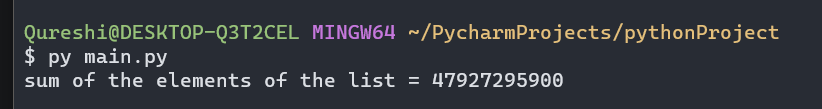 Qureshi@DESKTOP-Q3T2CEL MINGW64 ~/PycharmProjects/pythonProject
$ py main.py
sum of the elements of the list = 47927295900